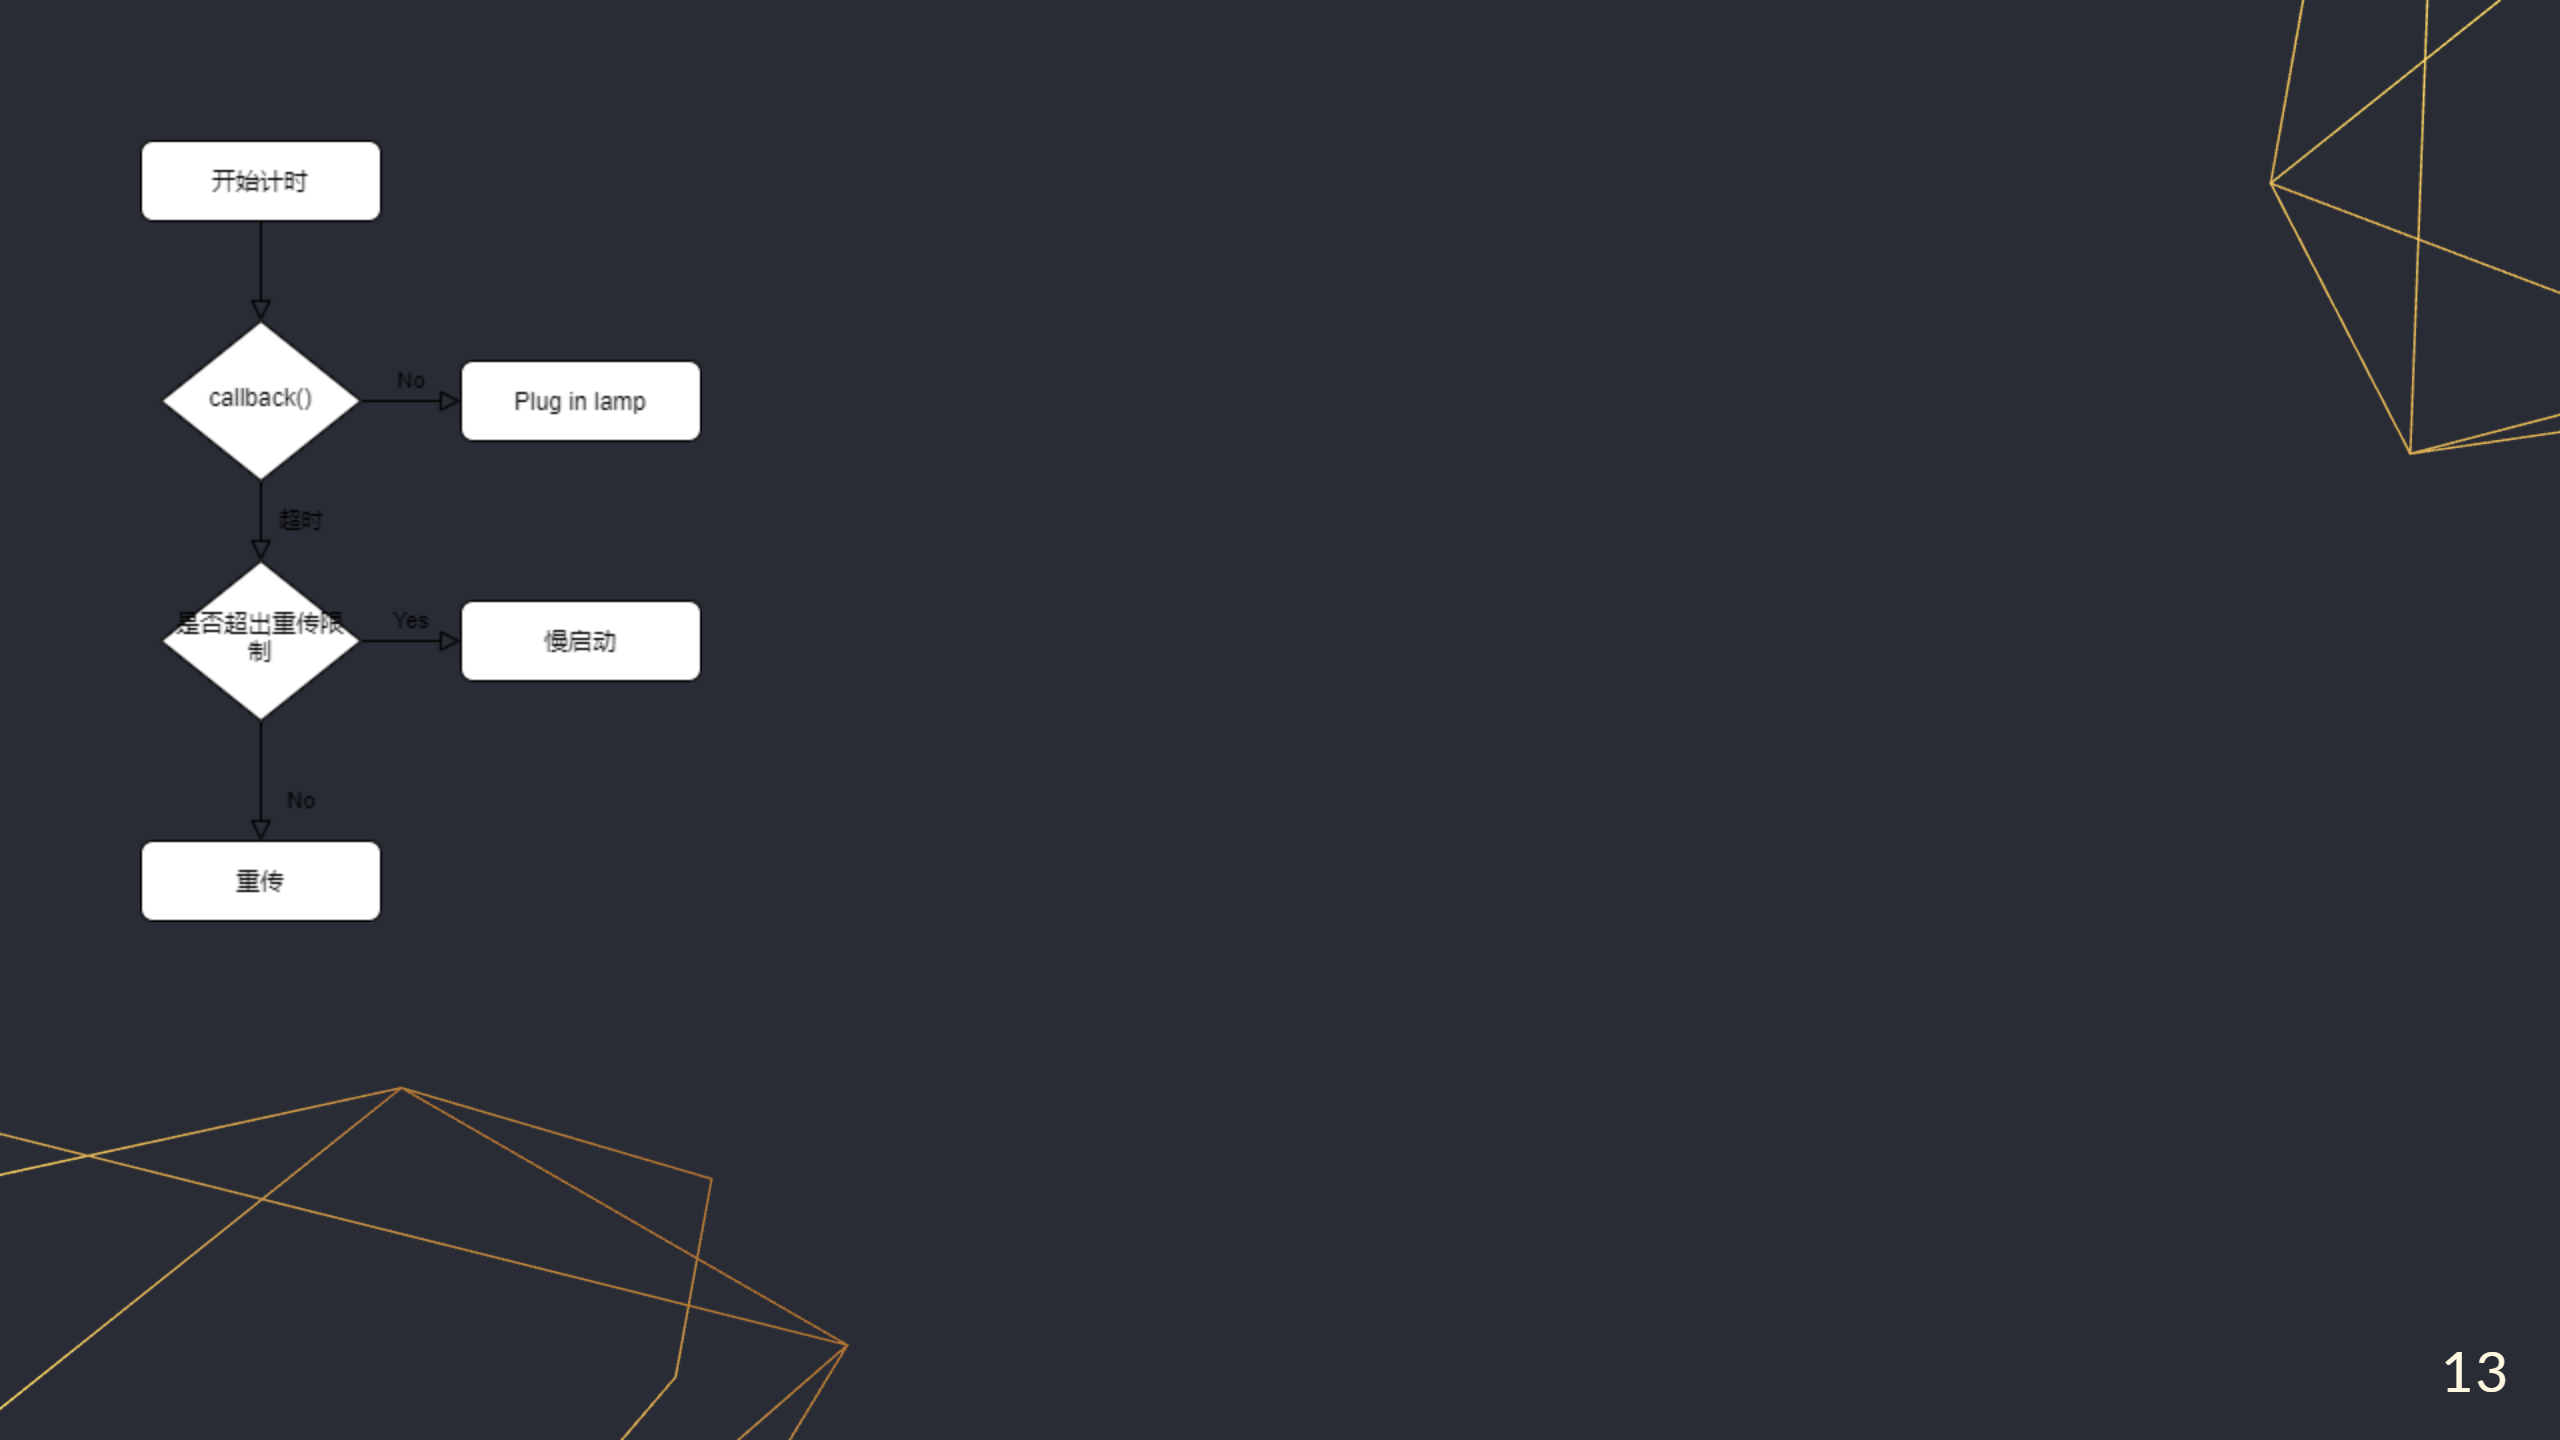 开始计时
callback()
No
Plug in lamp
超时
是否超出重传限
制
Yes
慢启动
No
重传
13